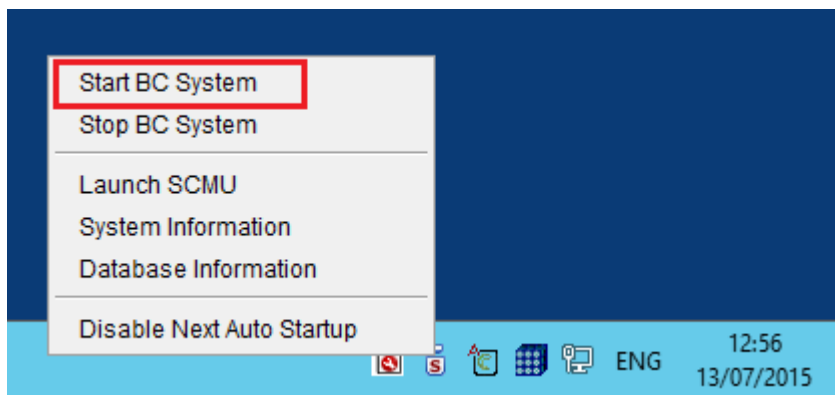 Start BC System
Stop BC System
Launch SCMU
System Information
Database Information
Disable Next Auto Startup
ENG
12:56
13/07/2015